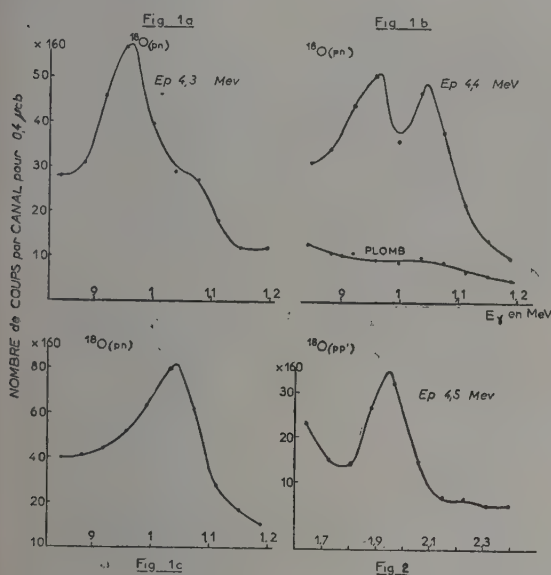 Fig 1a
Fig 1b
× 160
18O(pn)
Ep 4,3 Mev
50
40
30
20
10
9
1
1,1
1,2
18O(pn)
Ep 4,4 MeV
PLOMB
9
1
1,1
1,2
Eγ en MeV
NOMBRE de COUPS par CANAL pour 0,4 μcb
×160
18O(pn)
80
60
40
20
10
9
1
1,1
1,2
Fig 1c
18O(pp')
×160
Ep 4,5 Mev
30
20
10
1,7
1,9
2,1
2,3
Fig 2